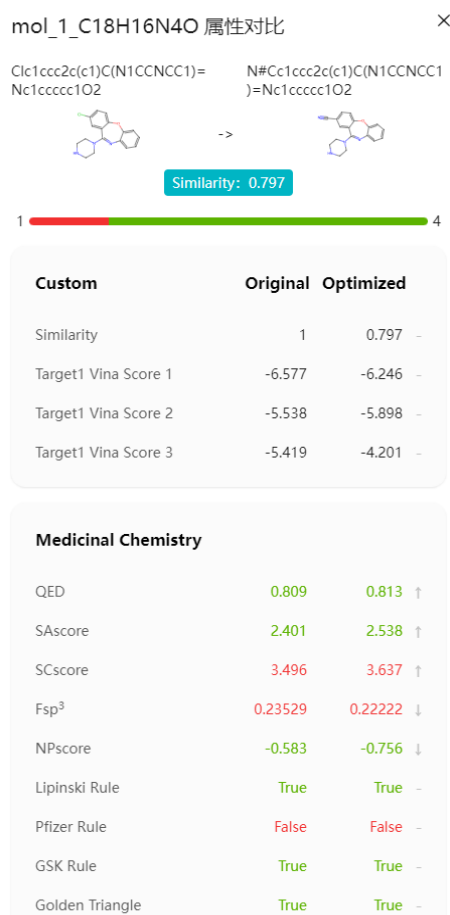 mol_1_C18H16N4O 属性对比
Clc1ccc2c(c1)C(N1CCNCC1)=
Nc1ccccc1O2
N#Cc1ccc2c(c1)C(N1CCNCC1
)=Nc1ccccc1O2
->
Similarity: 0.797
1 4
Custom Original Optimized
Similarity 1 0.797 -
Target1 Vina Score 1 -6.577 -6.246 -
Target1 Vina Score 2 -5.538 -5.898 -
Target1 Vina Score 3 -5.419 -4.201 -
Medicinal Chemistry
QED 0.809 0.813 ↑
SAscore 2.401 2.538 ↑
SCscore 3.496 3.637 ↑
Fsp³ 0.23529 0.22222 ↓
NPscore -0.583 -0.756 ↓
Lipinski Rule True True -
Pfizer Rule False False -
GSK Rule True True -
Golden Triangle True True -